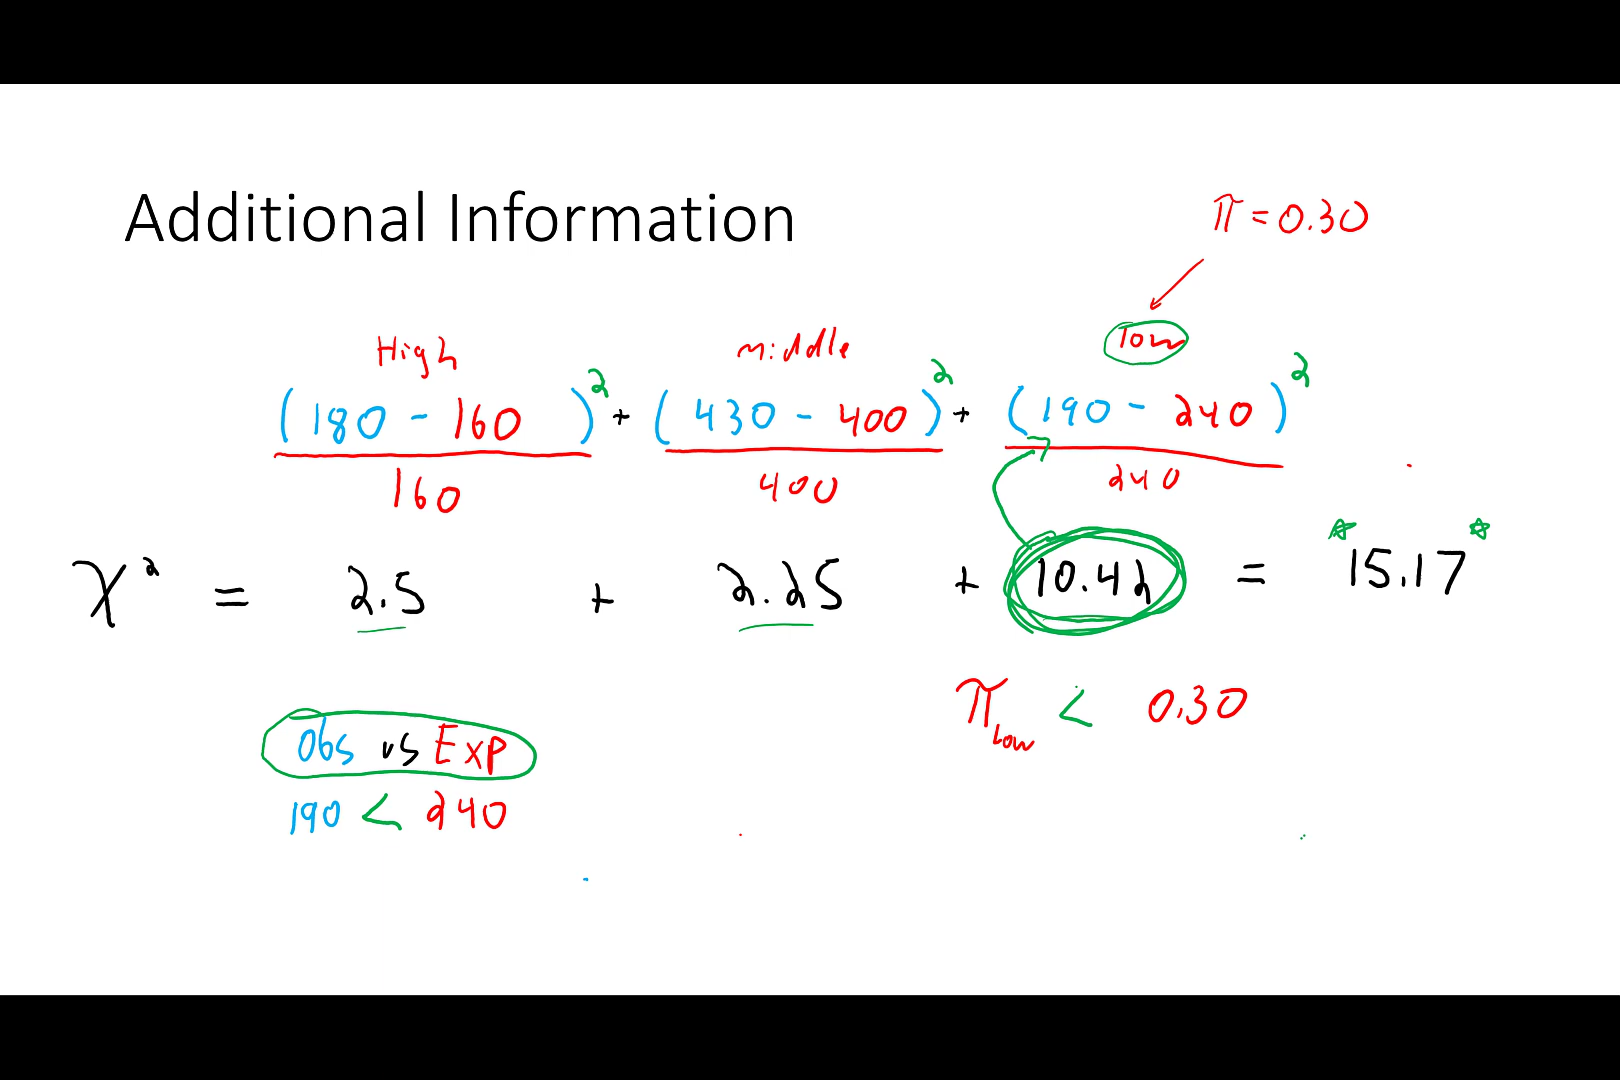 Additional Information
π = 0.30
High middle low
(180 - 160 )² + (430 - 400)² + (190 - 240)²
160 400 240
χ² = 2.5 + 2.25 + 10.42 = *15.17*
π Low < 0.30
Obs vs Exp
190 < 240